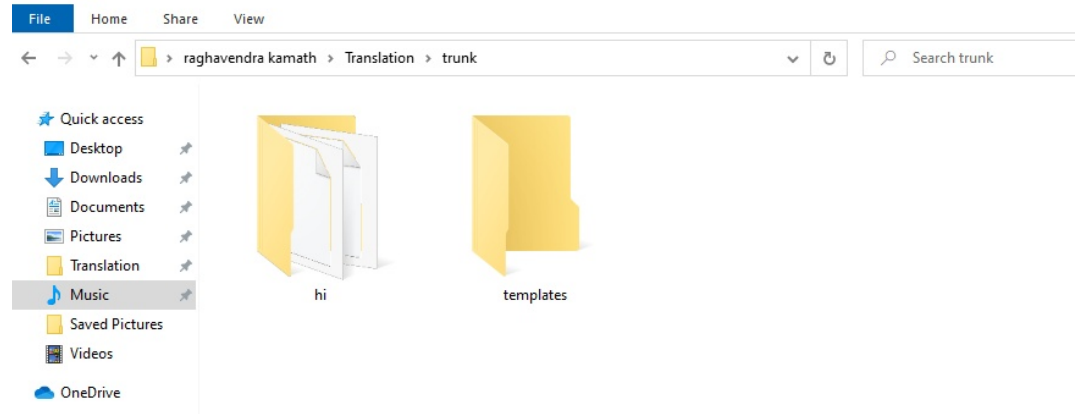 File Home Share View
raghavendra kamath > Translation > trunk
Search trunk
Quick access
Desktop
Downloads
Documents
Pictures
Translation
Music
Saved Pictures
Videos
OneDrive
hi
templates